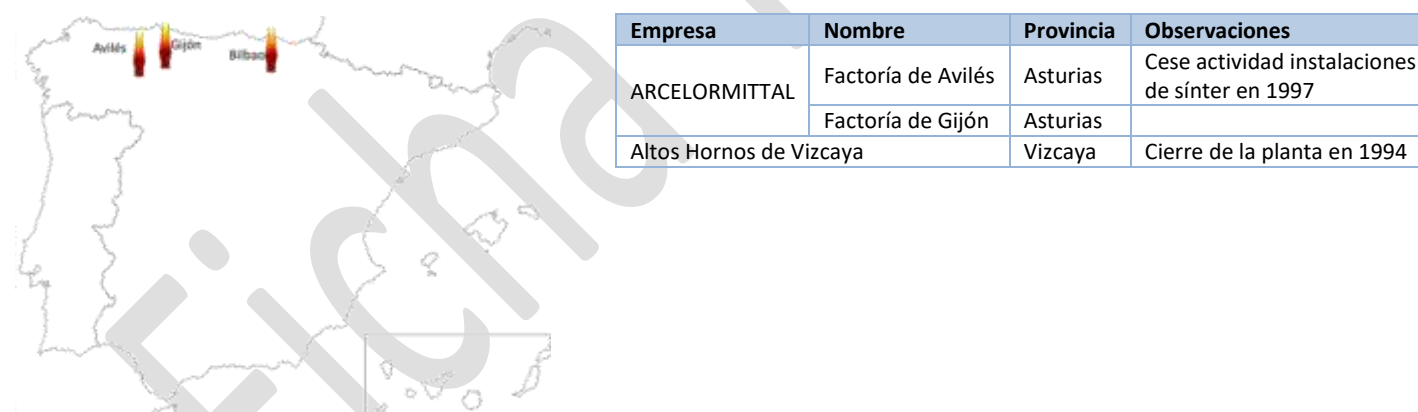 Avilés
Gijón
Bilbao
Empresa Nombre Provincia Observaciones
ARCELORMITTAL Factoría de Avilés Asturias Cese actividad instalaciones
de sínter en 1997
Factoría de Gijón Asturias
Altos Hornos de Vizcaya Vizcaya Cierre de la planta en 1994
Ficha